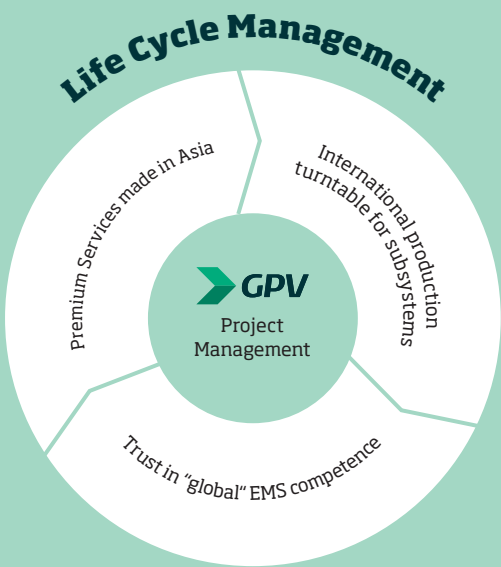 Life Cycle Management
Premium Services made in Asia
International production
turntable for subsystems
GPV
Project
Management
Trust in "global" EMS competence